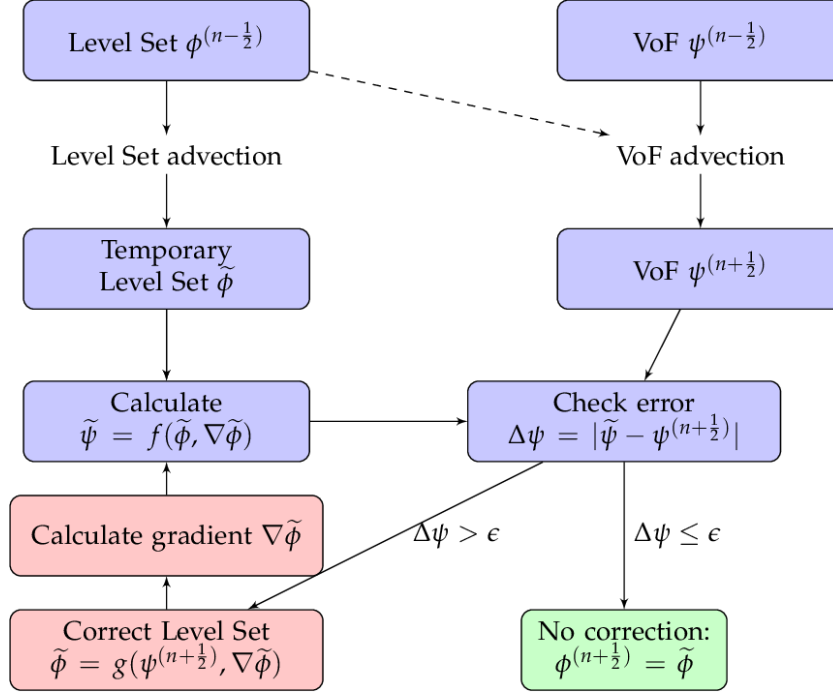 Level Set ϕ^(n−1/2)
VoF ψ^(n−1/2)
Level Set advection
VoF advection
Temporary
Level Set ϕ̃
VoF ψ^(n+1/2)
Calculate
ψ̃ = f(ϕ̃, ∇ϕ̃)
Check error
Δψ = |ψ̃ − ψ^(n+1/2)|
Calculate gradient ∇ϕ̃
Δψ > ϵ
Δψ ≤ ϵ
Correct Level Set
ϕ̃ = g(ψ^(n+1/2), ∇ϕ̃)
No correction:
ϕ^(n+1/2) = ϕ̃